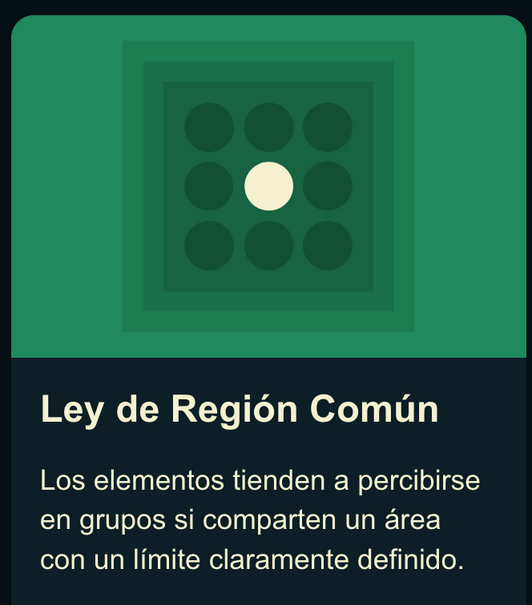 Ley de Región Común
Los elementos tienden a percibirse
en grupos si comparten un área
con un límite claramente definido.